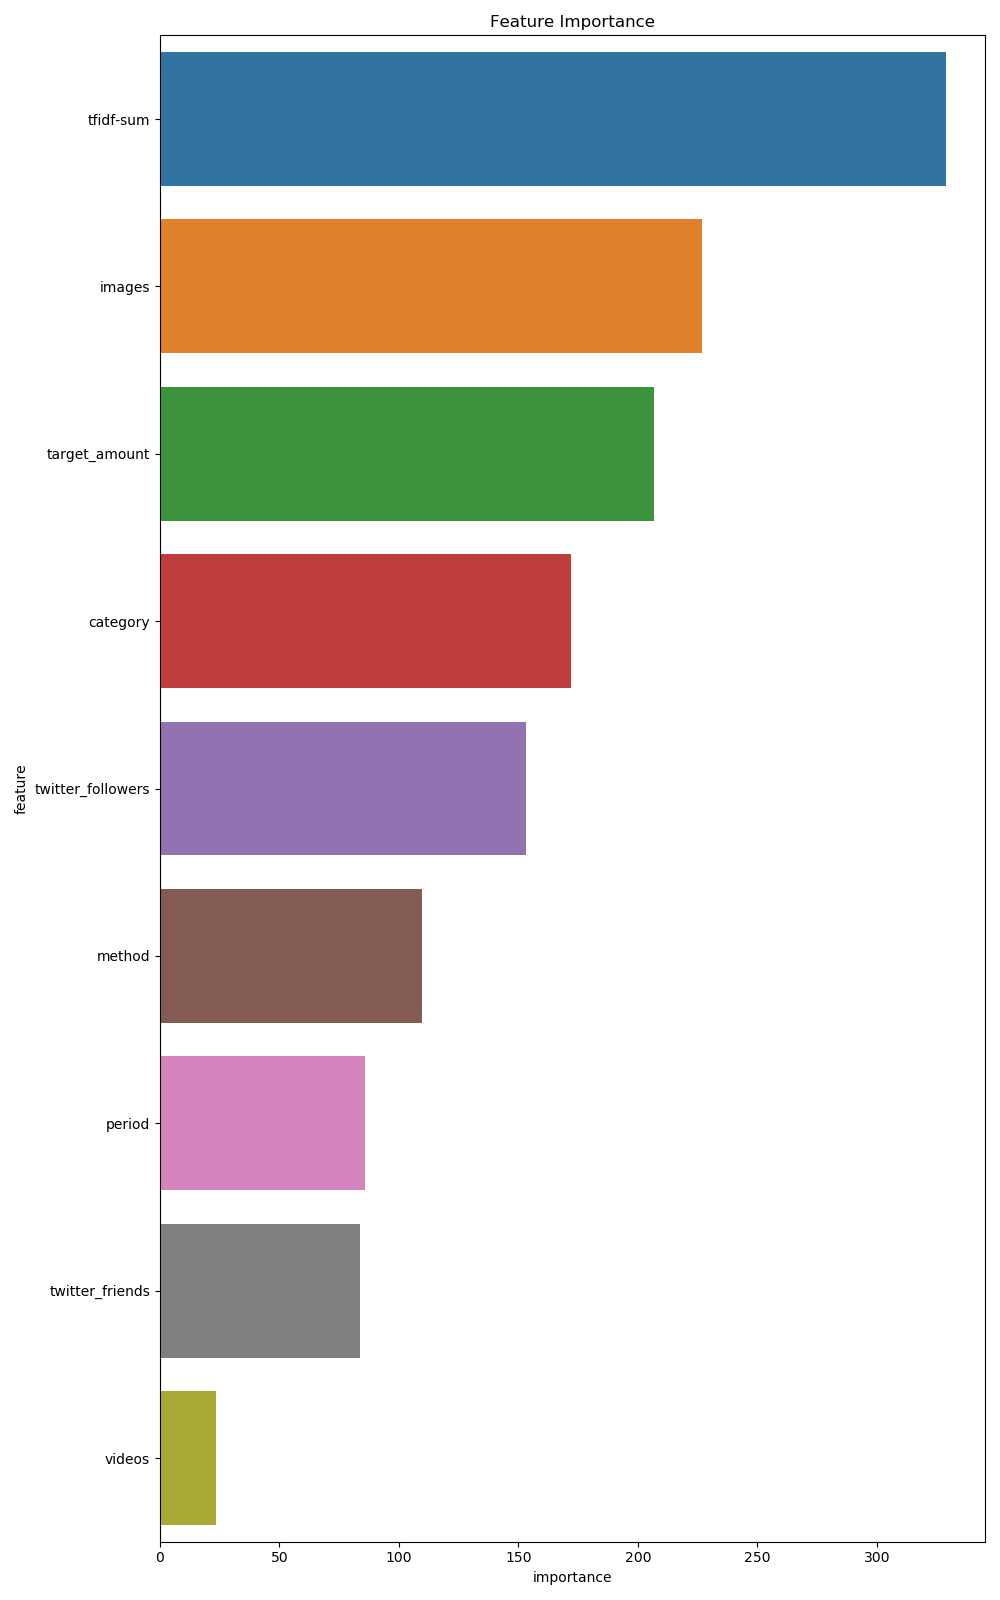 Feature Importance
tfidf-sum
images
target_amount
category
twitter_followers
method
period
twitter_friends
videos
feature
0 50 100 150 200 250 300
importance